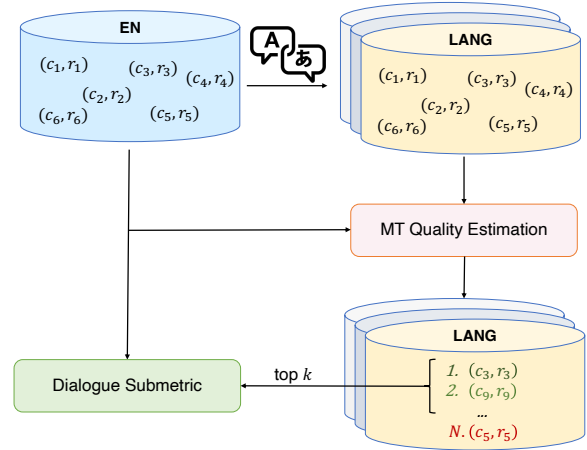 EN
(c₁, r₁)
(c₃, r₃)
(c₄, r₄)
(c₂, r₂)
(c₆, r₆)
(c₅, r₅)
A
あ
LANG
(c₁, r₁)
(c₃, r₃)
(c₄, r₄)
(c₂, r₂)
(c₆, r₆)
(c₅, r₅)
MT Quality Estimation
LANG
1. (c₃, r₃)
2. (c₉, r₉)
...
N. (c₅, r₅)
top k
Dialogue Submetric